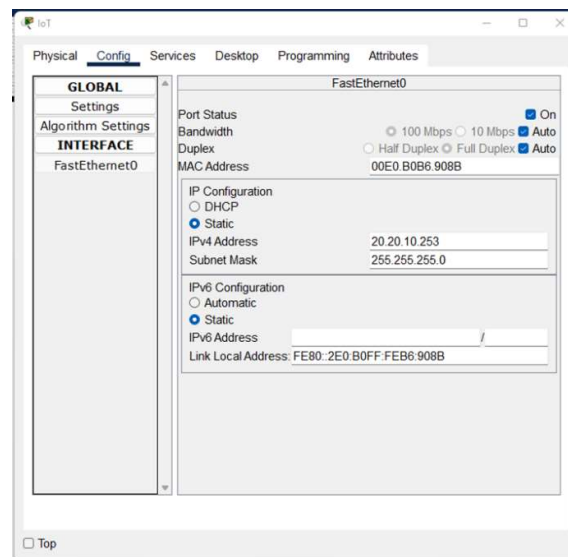 IoT
Physical Config Services Desktop Programming Attributes
GLOBAL
Settings
Algorithm Settings
INTERFACE
FastEthernet0
FastEthernet0
Port Status On
Bandwidth 100 Mbps 10 Mbps Auto
Duplex Half Duplex Full Duplex Auto
MAC Address 00E0.B0B6.908B
IP Configuration
DHCP
Static
IPv4 Address 20.20.10.253
Subnet Mask 255.255.255.0
IPv6 Configuration
Automatic
Static
IPv6 Address /
Link Local Address: FE80::2E0:B0FF:FEB6:908B
Top